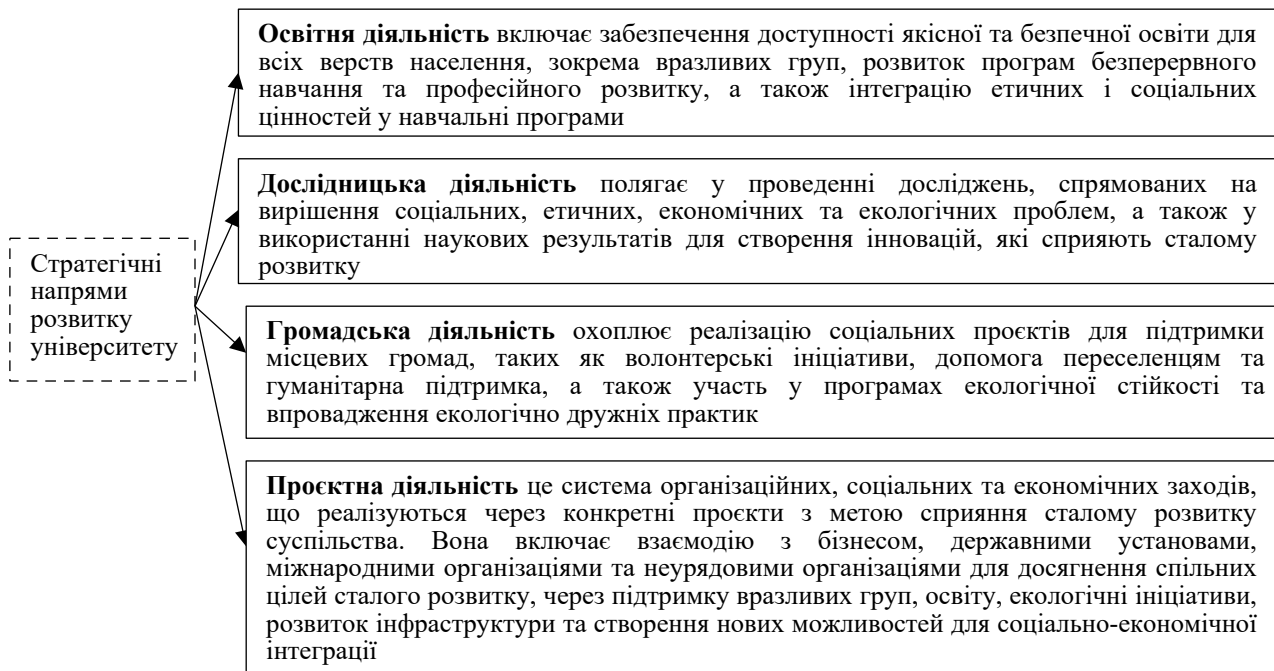 Освітня діяльність включає забезпечення доступності якісної та безпечної освіти для
всіх верств населення, зокрема вразливих груп, розвиток програм безперервного
навчання та професійного розвитку, а також інтеграцію етичних і соціальних
цінностей у навчальні програми
Дослідницька діяльність полягає у проведенні досліджень, спрямованих на
вирішення соціальних, етичних, економічних та екологічних проблем, а також у
використанні наукових результатів для створення інновацій, які сприяють сталому
розвитку
Стратегічні
напрями
розвитку
університету
Громадська діяльність охоплює реалізацію соціальних проєктів для підтримки
місцевих громад, таких як волонтерські ініціативи, допомога переселенцям та
гуманітарна підтримка, а також участь у програмах екологічної стійкості та
впровадження екологічно дружніх практик
Проєктна діяльність це система організаційних, соціальних та економічних заходів,
що реалізуються через конкретні проєкти з метою сприяння сталому розвитку
суспільства. Вона включає взаємодію з бізнесом, державними установами,
міжнародними організаціями та неурядовими організаціями для досягнення спільних
цілей сталого розвитку, через підтримку вразливих груп, освіту, екологічні ініціативи,
розвиток інфраструктури та створення нових можливостей для соціально-економічної
інтеграції